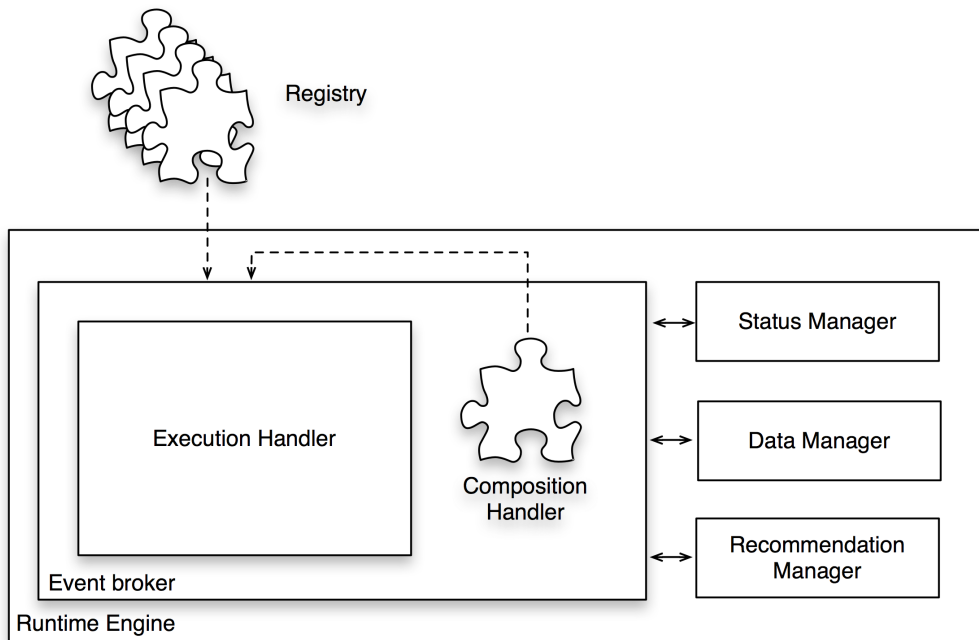 Registry
Status Manager
Execution Handler
Data Manager
Composition
Handler
Recommendation
Manager
Event broker
Runtime Engine